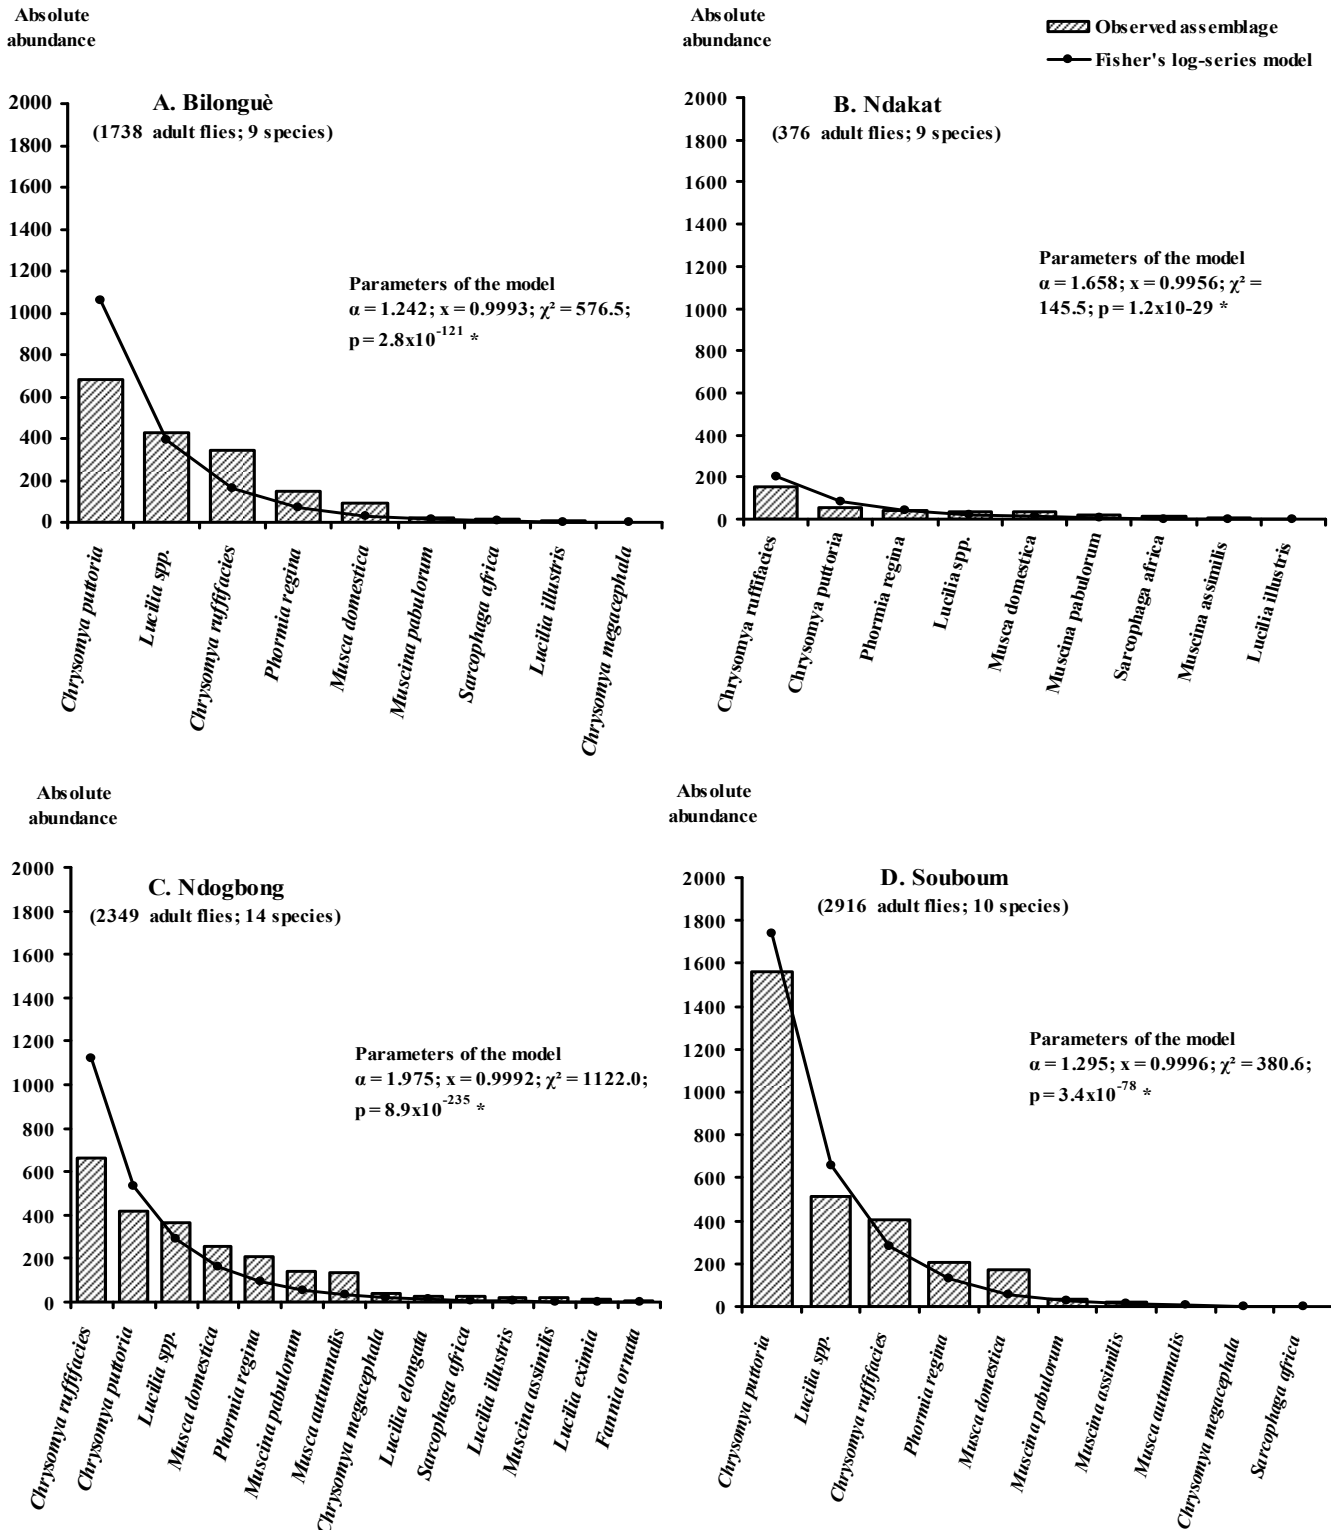 Absolute
abundance
Absolute
abundance
Observed assemblage
Fisher's log-series model
A. Bilonguè
(1738 adult flies; 9 species)
2000
1800
1600
1400
1200
1000
800
600
400
200
0
Parameters of the model
α = 1.242; x = 0.9993; χ² = 576.5;
p = 2.8x10^-121 *
Chrysomya puttoria
Lucilia spp.
Chrysomya ruffifacies
Phormia regina
Musca domestica
Muscina pabulorum
Sarcophaga africa
Lucilia illustris
Chrysomya megacephala
B. Ndakat
(376 adult flies; 9 species)
2000
1800
1600
1400
1200
1000
800
600
400
200
0
Parameters of the model
α = 1.658; x = 0.9956; χ² =
145.5; p = 1.2x10-29 *
Chrysomya ruffifacies
Chrysomya puttoria
Phormia regina
Lucilia spp.
Musca domestica
Muscina pabulorum
Sarcophaga africa
Muscina assimilis
Lucilia illustris
Absolute
abundance
C. Ndogbong
(2349 adult flies; 14 species)
2000
1800
1600
1400
1200
1000
800
600
400
200
0
Parameters of the model
α = 1.975; x = 0.9992; χ² = 1122.0;
p = 8.9x10^-235 *
Chrysomya ruffifacies
Chrysomya puttoria
Lucilia spp.
Musca domestica
Phormia regina
Muscina pabulorum
Musca autumnalis
Chrysomya megacephala
Lucilia elongata
Sarcophaga africa
Lucilia illustris
Muscina assimilis
Lucilia eximia
Fannia ornata
Absolute
abundance
D. Souboum
(2916 adult flies; 10 species)
2000
1800
1600
1400
1200
1000
800
600
400
200
0
Parameters of the model
α = 1.295; x = 0.9996; χ² = 380.6;
p = 3.4x10^-78 *
Chrysomya puttoria
Lucilia spp.
Chrysomya ruffifacies
Phormia regina
Musca domestica
Muscina pabulorum
Muscina assimilis
Musca autumnalis
Chrysomya megacephala
Sarcophaga africa